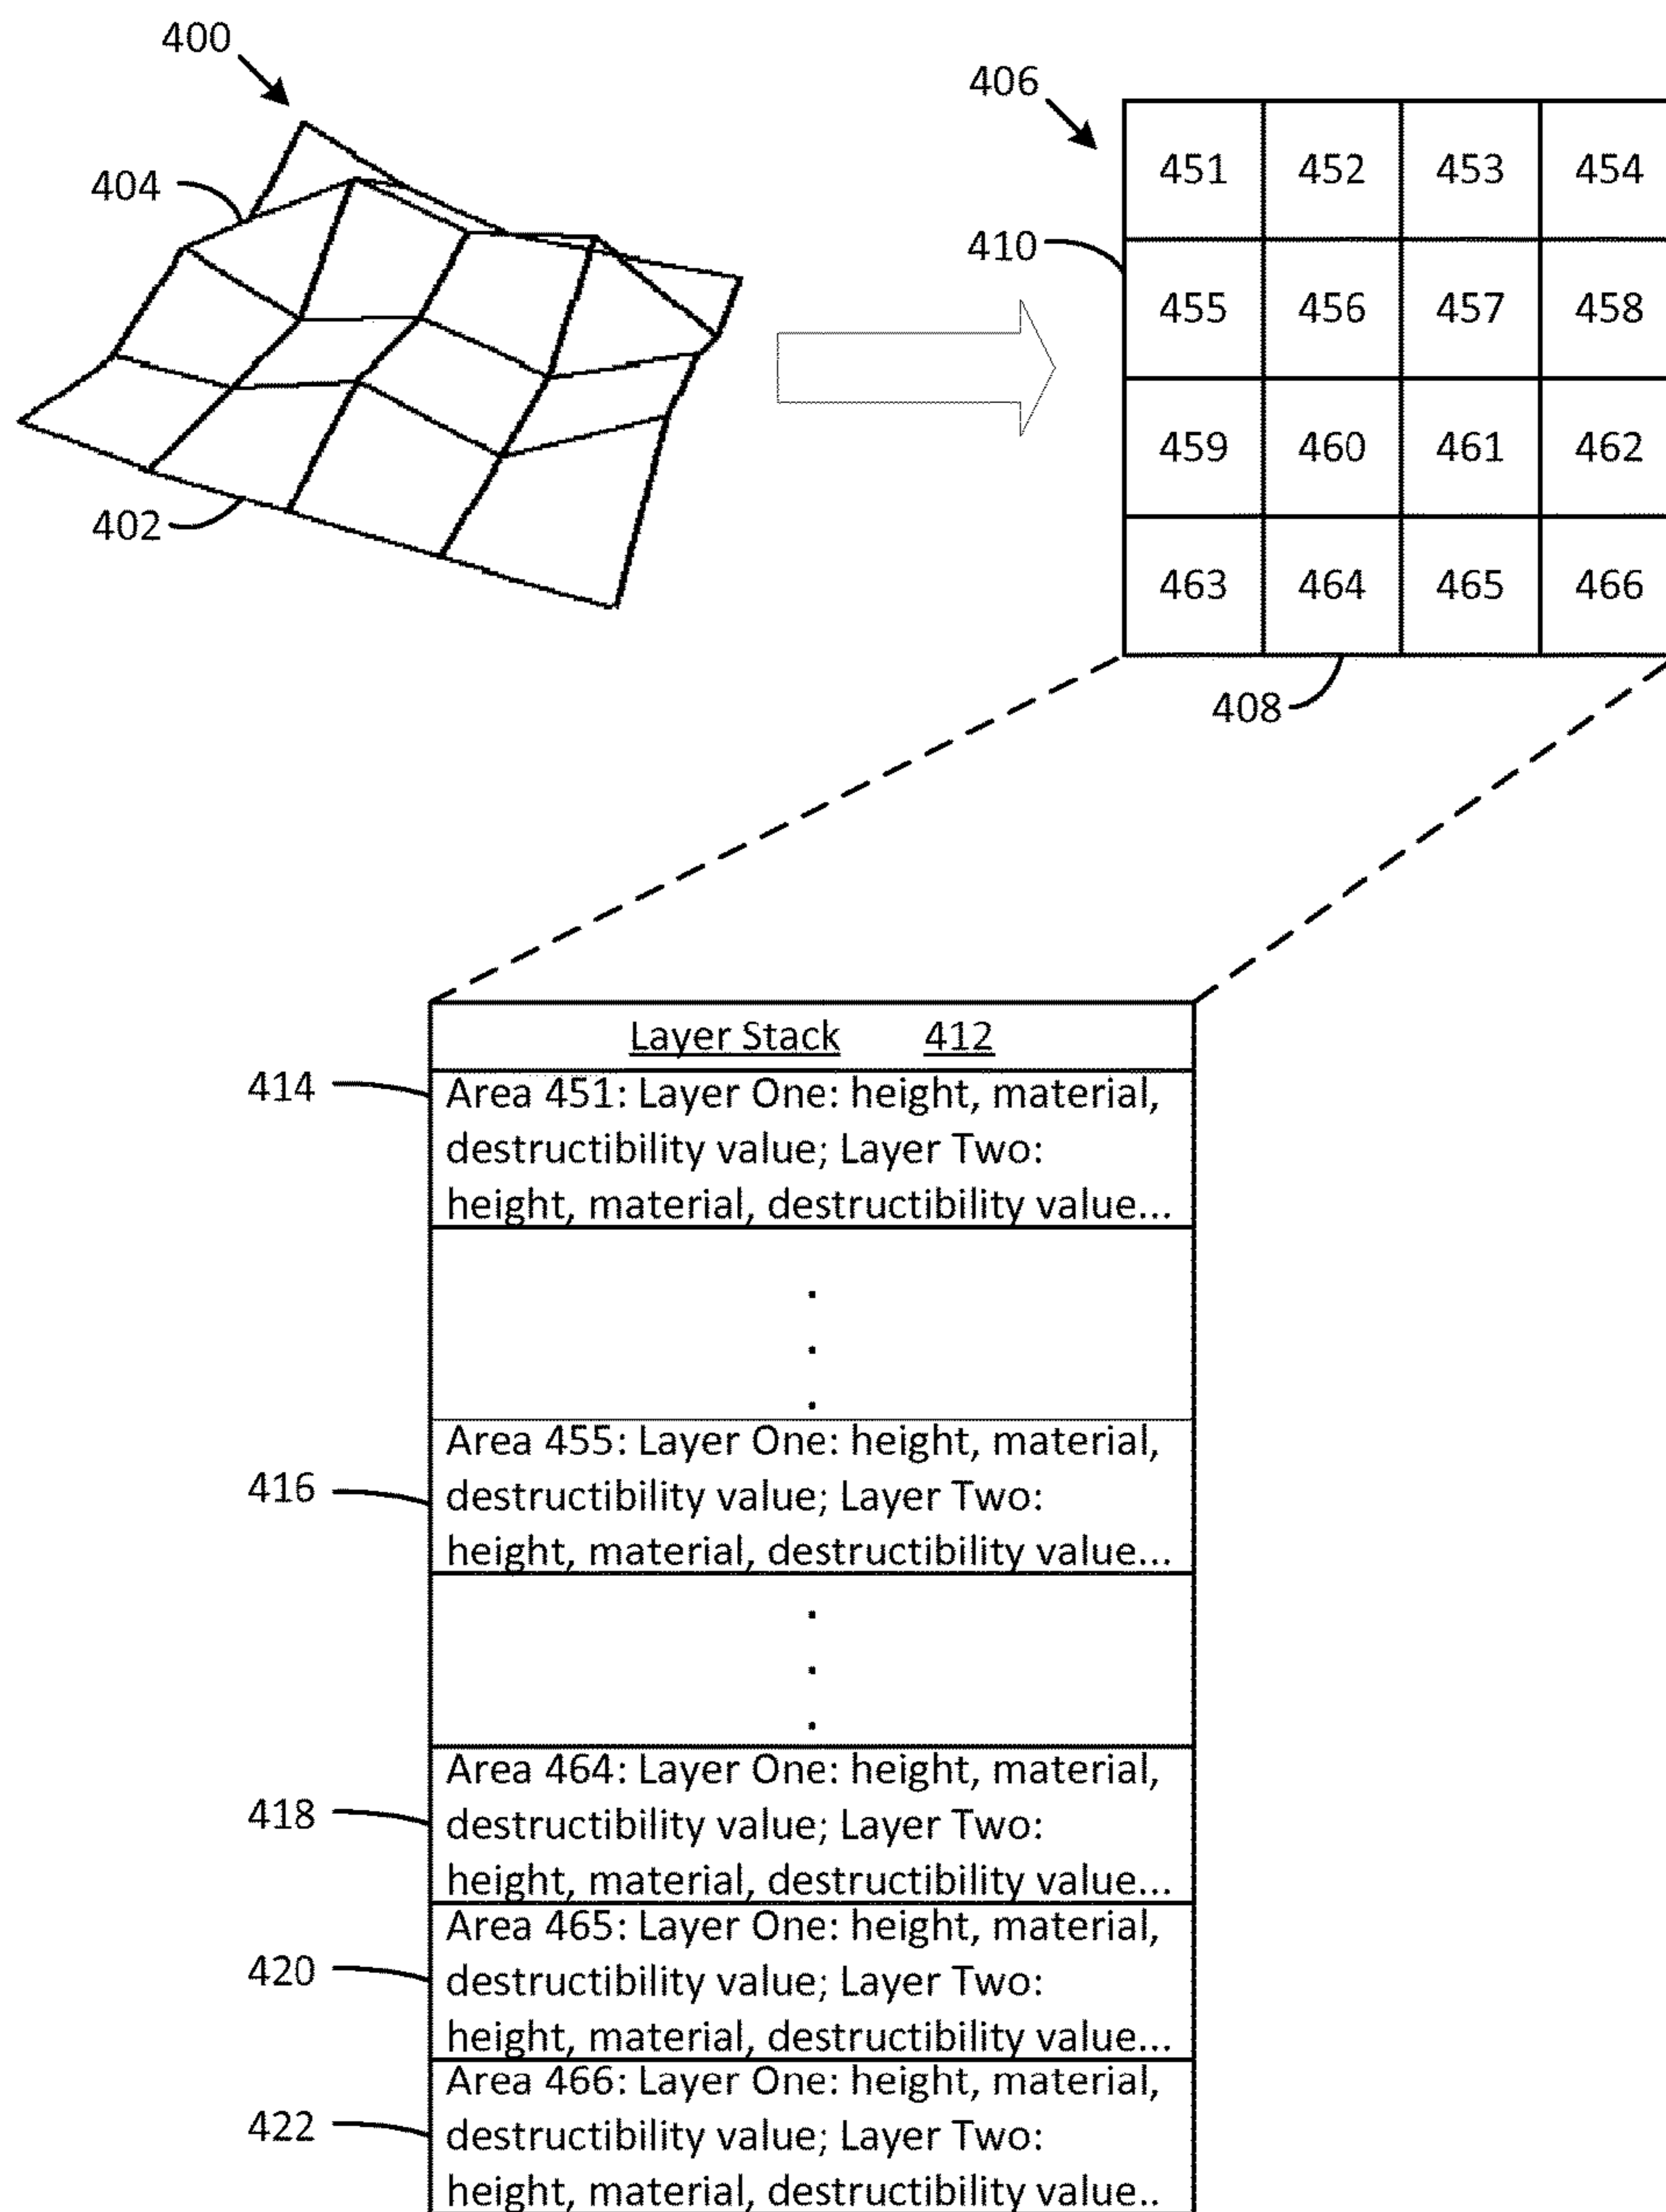 400
406
404
451 452 453 454
410
455 456 457 458
459 460 461 462
402
463 464 465 466
408
Layer Stack 412
414
Area 451: Layer One: height, material,
destructibility value; Layer Two:
height, material, destructibility value...
.
.
.
Area 455: Layer One: height, material,
416
destructibility value; Layer Two:
height, material, destructibility value...
.
.
.
Area 464: Layer One: height, material,
418
destructibility value; Layer Two:
height, material, destructibility value...
Area 465: Layer One: height, material,
420
destructibility value; Layer Two:
height, material, destructibility value...
Area 466: Layer One: height, material,
422
destructibility value; Layer Two:
height, material, destructibility value..